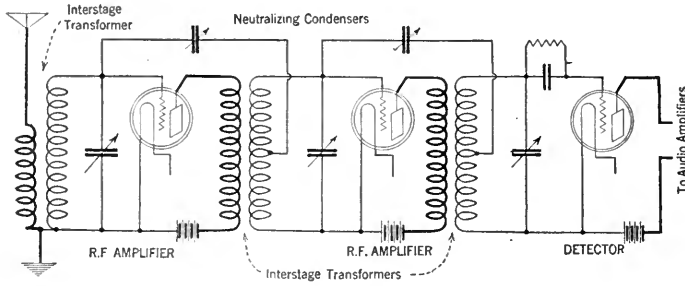 Interstage
Transformer
Neutralizing Condensers
To Audio Amplifiers
R.F. AMPLIFIER
R.F. AMPLIFIER
DETECTOR
Interstage Transformers